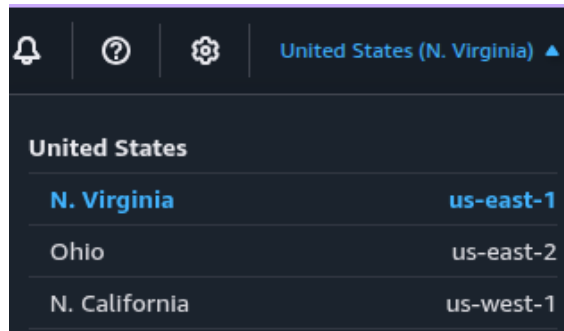 United States (N. Virginia) ▲
United States
N. Virginia us-east-1
Ohio us-east-2
N. California us-west-1